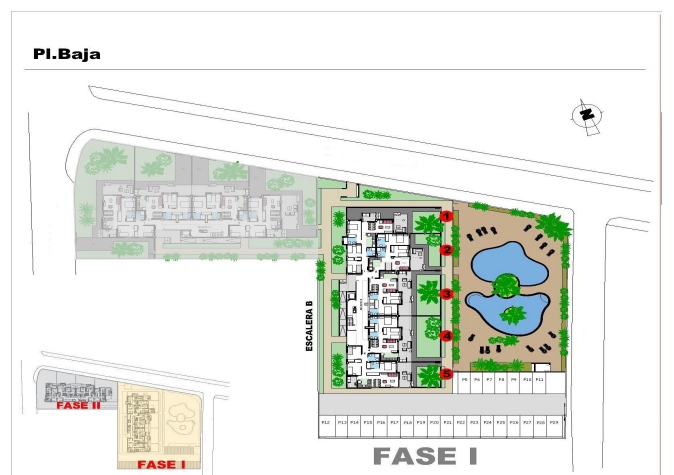 Pl.Baja
N
1
2
3
4
5
ESCALERA B
P5 P6 P7 P8 P9 P10 P11
P12 P13 P14 P15 P16 P17 P18 P19 P20 P21 P22 P23 P24 P25 P26 P27 P28 P29
FASE I
FASE II
FASE I